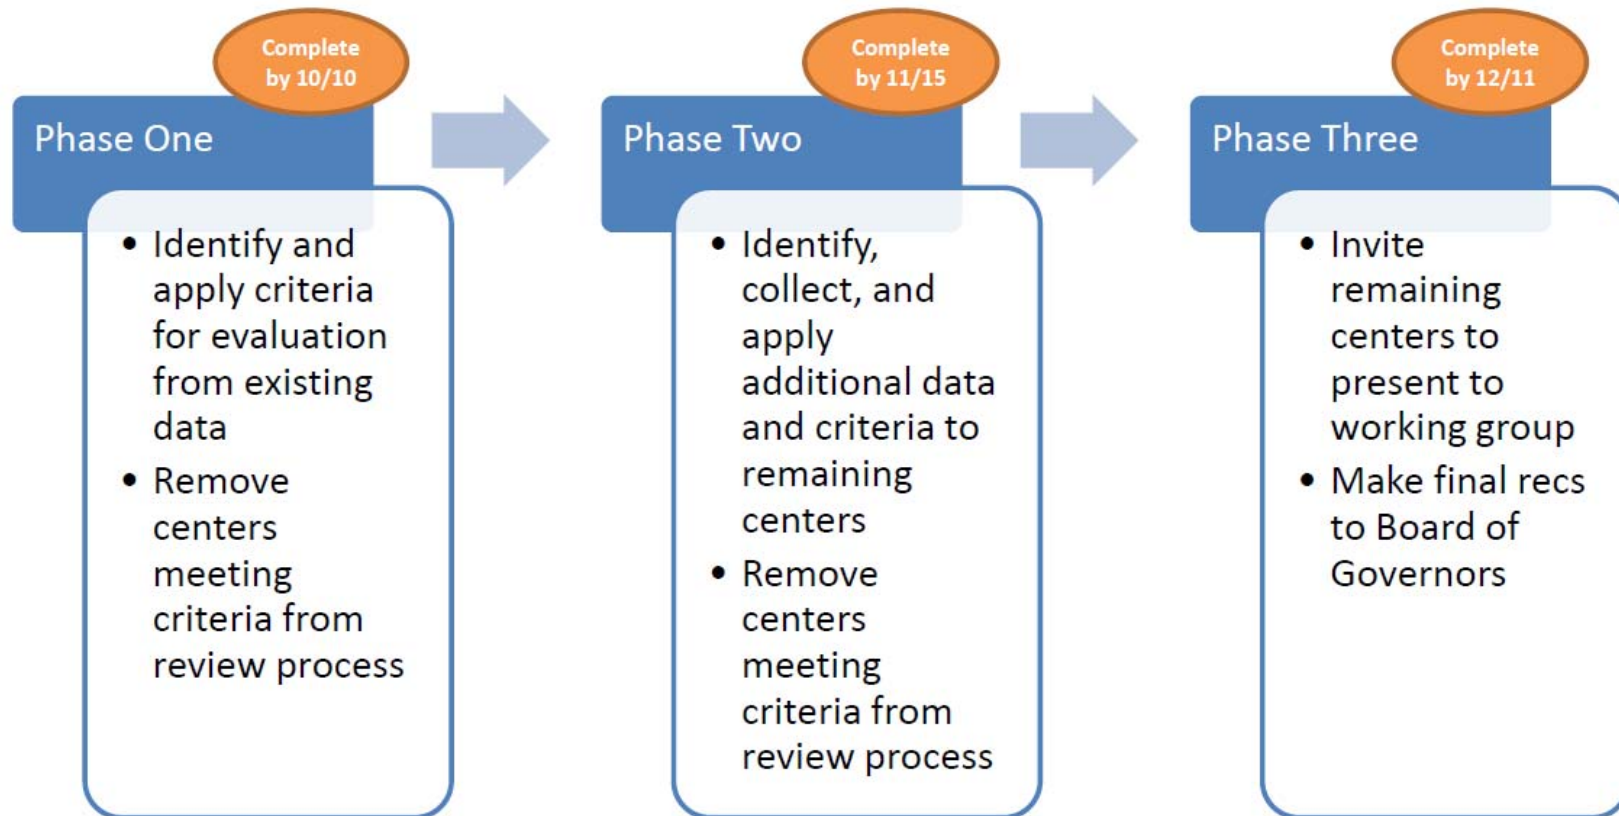 Complete
by 10/10
Phase One
• Identify and
apply criteria
for evaluation
from existing
data
• Remove
centers
meeting
criteria from
review process
Complete
by 11/15
Phase Two
• Identify,
collect, and
apply
additional data
and criteria to
remaining
centers
• Remove
centers
meeting
criteria from
review process
Complete
by 12/11
Phase Three
• Invite
remaining
centers to
present to
working group
• Make final recs
to Board of
Governors